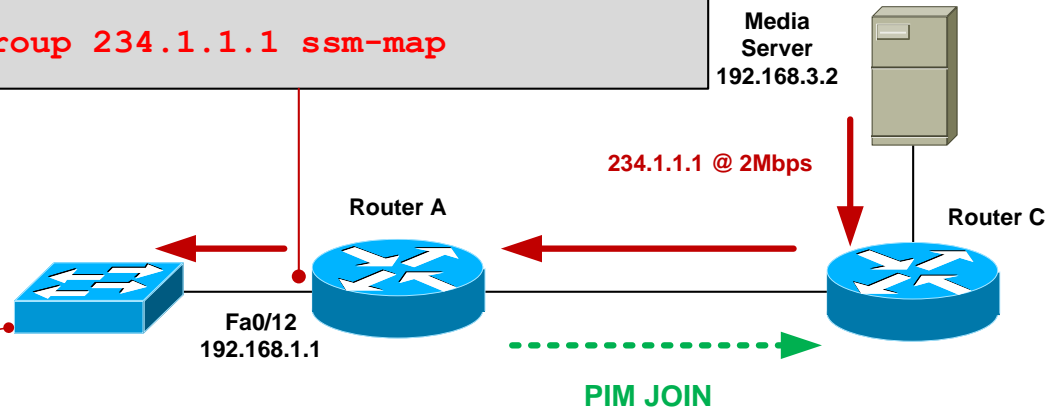 Media
Server
192.168.3.2
234.1.1.1 ssm-map
234.1.1.1 @ 2Mbps
Router A
Router C
Fa0/12
192.168.1.1
PIM JOIN